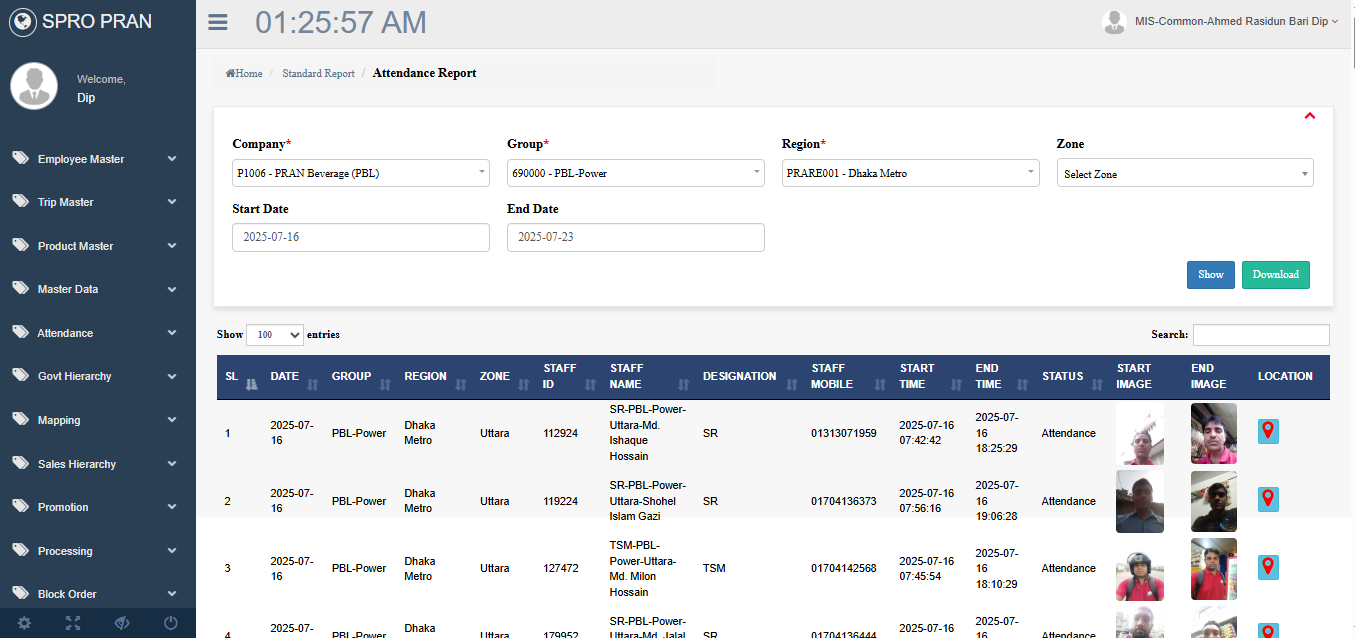 SPRO PRAN
01:25:57 AM
MIS-Common-Ahmed Rasidun Bari Dip
Welcome,
Dip
Employee Master
Trip Master
Product Master
Master Data
Attendance
Govt Hierarchy
Mapping
Sales Hierarchy
Promotion
Processing
Block Order
Home / Standard Report / Attendance Report
Company* Group* Region* Zone
P1006 - PRAN Beverage (PBL) 690000 - PBL-Power PRARE001 - Dhaka Metro Select Zone
Start Date End Date
2025-07-16 2025-07-23
Show Download
Show 100 entries Search:
SL DATE GROUP REGION ZONE STAFF ID STAFF NAME DESIGNATION STAFF MOBILE START TIME END TIME STATUS START IMAGE END IMAGE LOCATION
1 2025-07-16 PBL-Power Dhaka Metro Uttara 112924 SR-PBL-Power-Uttara-Md. Ishaque Hossain SR 01313071959 2025-07-16 07:42:42 2025-07-16 18:25:29 Attendance
2 2025-07-16 PBL-Power Dhaka Metro Uttara 119224 SR-PBL-Power-Uttara-Shohel Islam Gazi SR 01704136373 2025-07-16 07:56:16 2025-07-16 19:06:28 Attendance
3 2025-07-16 PBL-Power Dhaka Metro Uttara 127472 TSM-PBL-Power-Uttara-Md. Milon Hossain TSM 01704142568 2025-07-16 07:45:54 2025-07-16 18:10:29 Attendance
4 2025-07- PBL-Power Dhaka Uttara 179952 SR-PBL-Power-Uttara-Md. Jalal SR 01704136444 2025-07-16 2025-07-16 Attendance